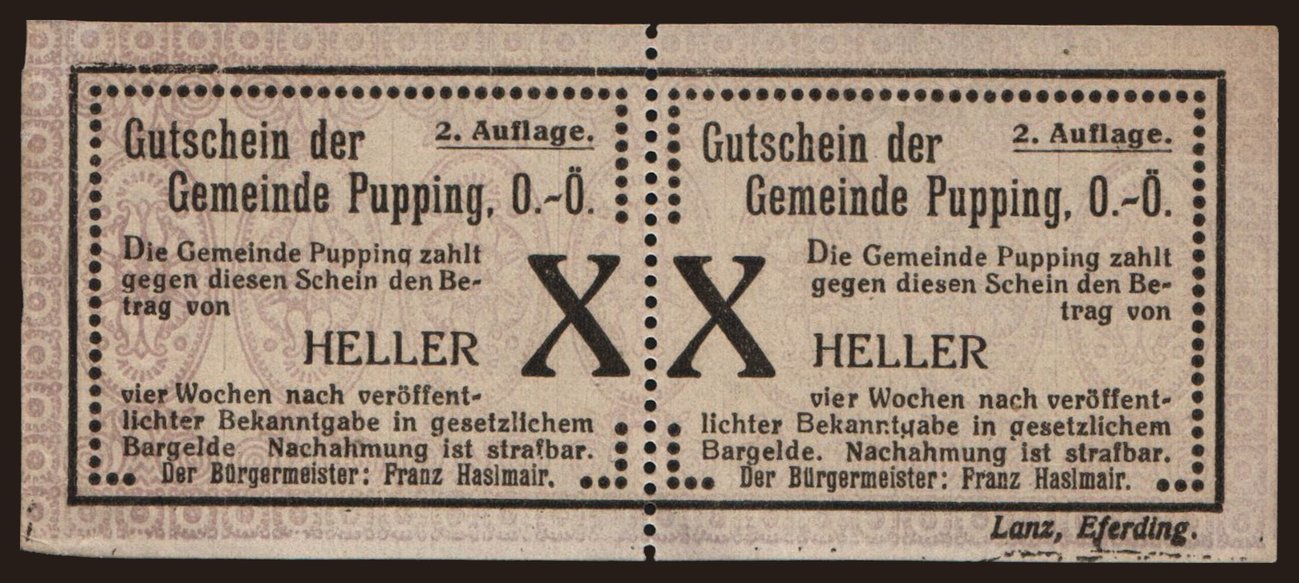 Gutschein der
2. Auflage.
Gemeinde Pupping, O.-Ö.
Die Gemeinde Pupping zahlt
gegen diesen Schein den Be-
trag von
HELLER
X
vier Wochen nach veröffent-
lichter Bekanntgabe in gesetzlichem
Bargelde Nachahmung ist strafbar.
Der Bürgermeister: Franz Haslmair.
Gutschein der
2. Auflage.
Gemeinde Pupping, O.-Ö.
Die Gemeinde Pupping zahlt
gegen diesen Schein den Be-
trag von
X
HELLER
vier Wochen nach veröffent-
lichter Bekanntgabe in gesetzlichem
Bargelde. Nachahmung ist strafbar.
Der Bürgermeister: Franz Haslmair.
Lanz, Eferding.